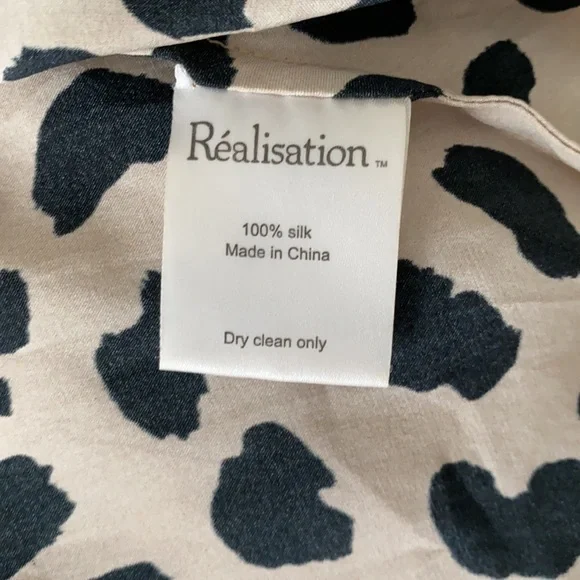 Réalisation ™
100% silk
Made in China
Dry clean only